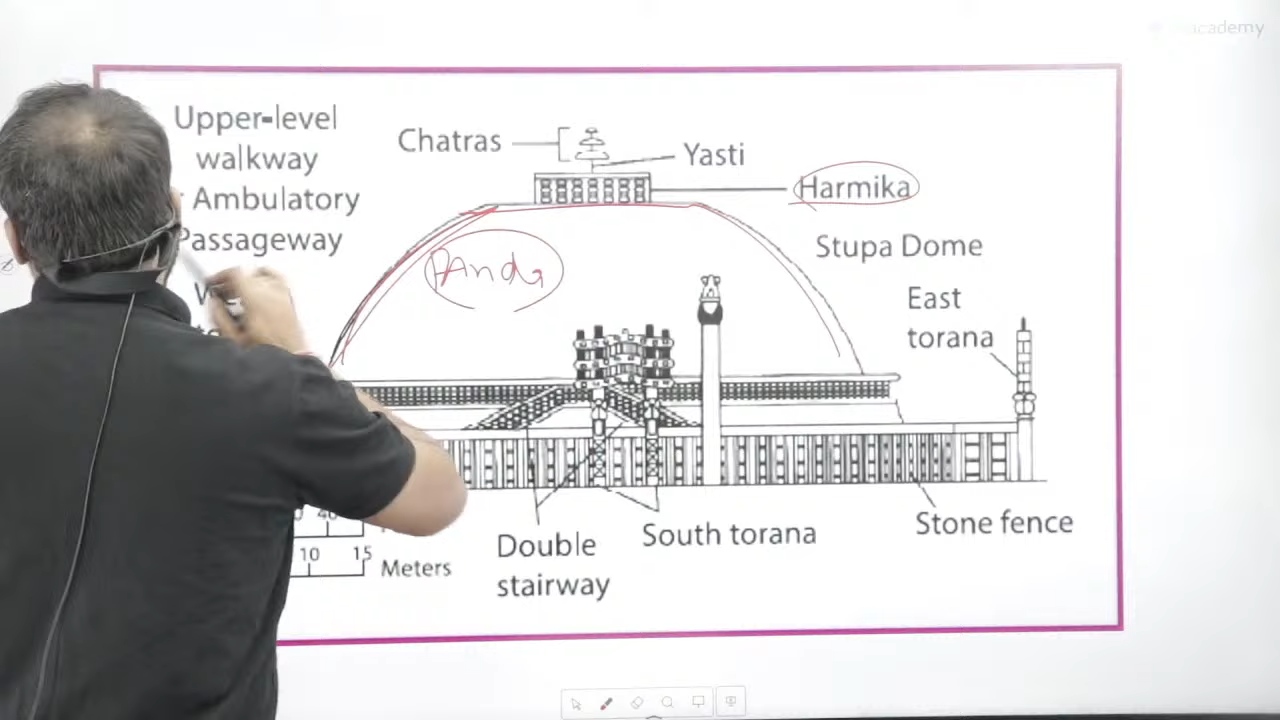 academy
Upper-level
walkway
Ambulatory
Passageway
Chatras
Yasti
Harmika
Stupa Dome
East
torana
Double
stairway
South torana
Stone fence
10 15
Meters